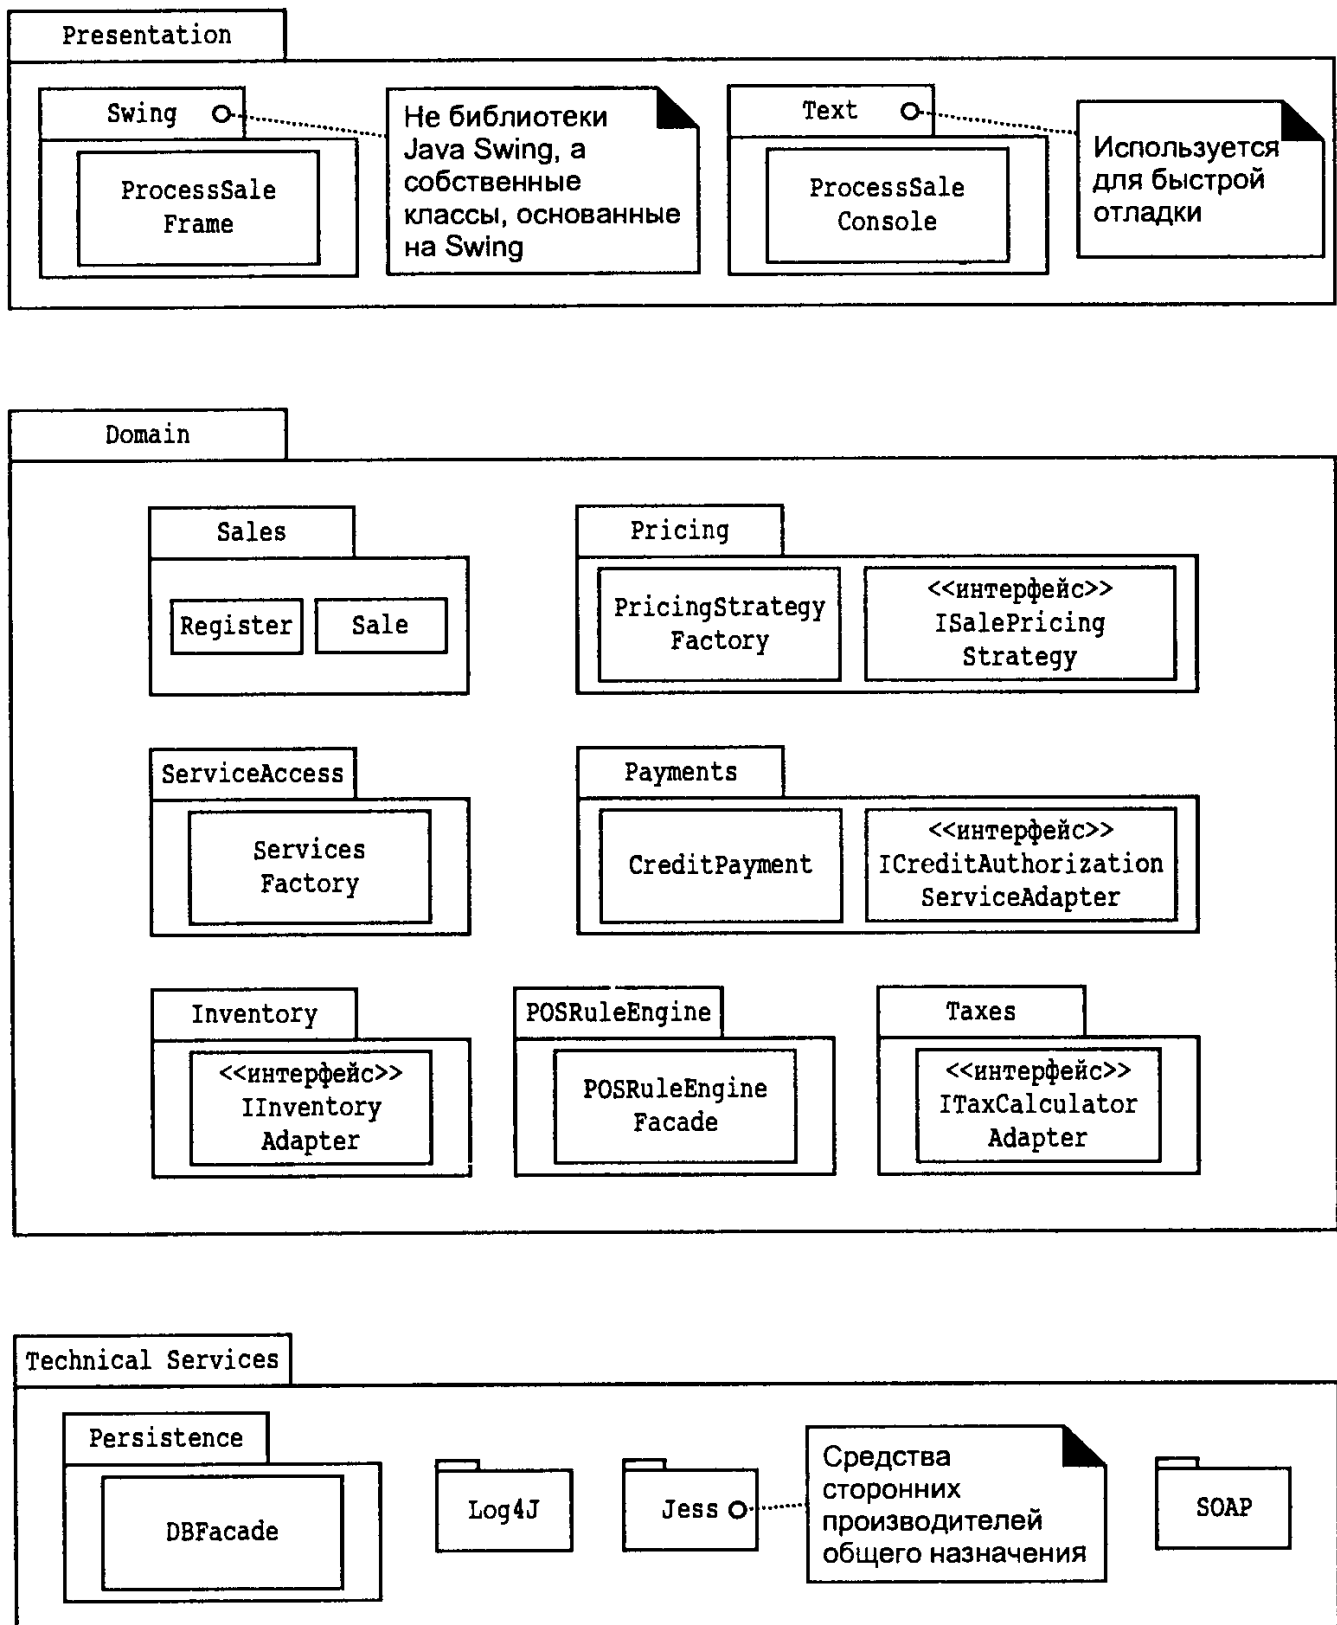 Presentation
Swing
ProcessSale
Frame
Не библиотеки
Java Swing, а
собственные
классы, основанные
на Swing
Text
ProcessSale
Console
Используется
для быстрой
отладки
Domain
Sales
Register
Sale
Pricing
PricingStrategy
Factory
<<интерфейс>>
ISalePricing
Strategy
ServiceAccess
Services
Factory
Payments
CreditPayment
<<интерфейс>>
ICreditAuthorization
ServiceAdapter
Inventory
<<интерфейс>>
IInventory
Adapter
POSRuleEngine
POSRuleEngine
Facade
Taxes
<<интерфейс>>
ITaxCalculator
Adapter
Technical Services
Persistence
DBFacade
Log4J
Jess
Средства
сторонних
производителей
общего назначения
SOAP